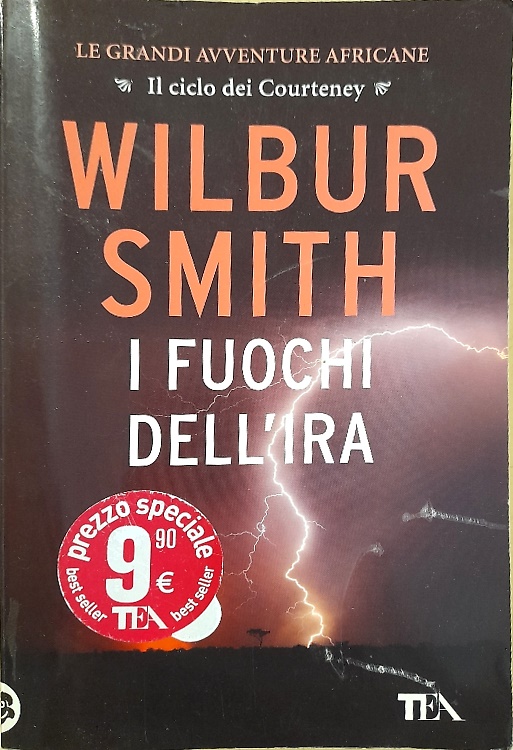 LE GRANDI AVVENTURE AFRICANE
Il ciclo dei Courteney
WILBUR
SMITH
I FUOCHI
DELL'IRA
prezzo speciale
9,90
€
best seller
TEA
best seller
TEA